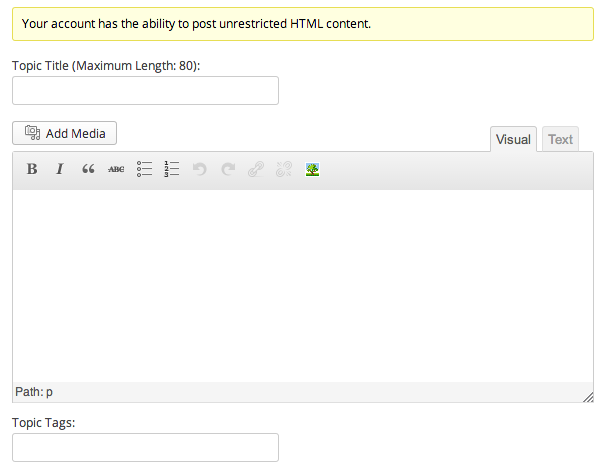 Your account has the ability to post unrestricted HTML content.
Topic Title (Maximum Length: 80):
Add Media
Visual Text
B I “ ABC
Path: p
Topic Tags: